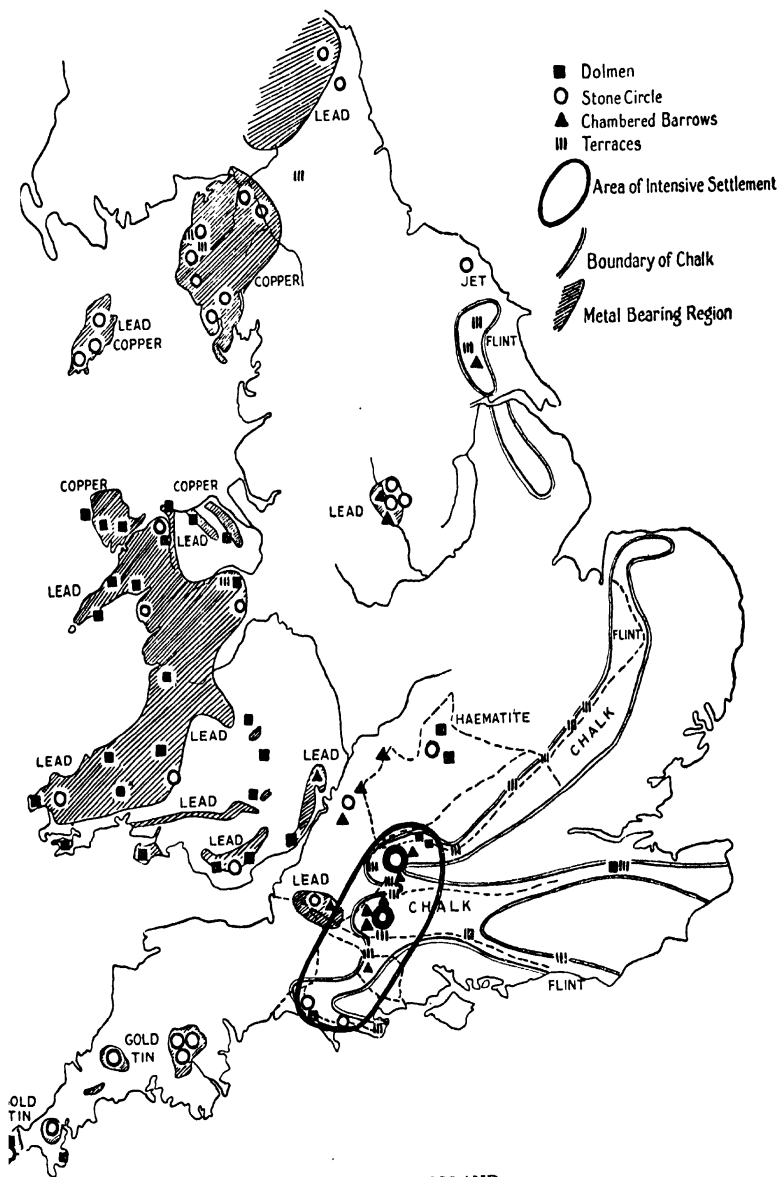 Dolmen
Stone Circle
Chambered Barrows
Terraces
Area of Intensive Settlement
Boundary of Chalk
Metal Bearing Region
LEAD
COPPER
JET
LEAD
COPPER
FLINT
COPPER
COPPER
LEAD
LEAD
LEAD
FLINT
HAEMATITE
CHALK
LEAD
LEAD
LEAD
LEAD
LEAD
LEAD
CHALK
FLINT
GOLD
TIN
OLD
TIN